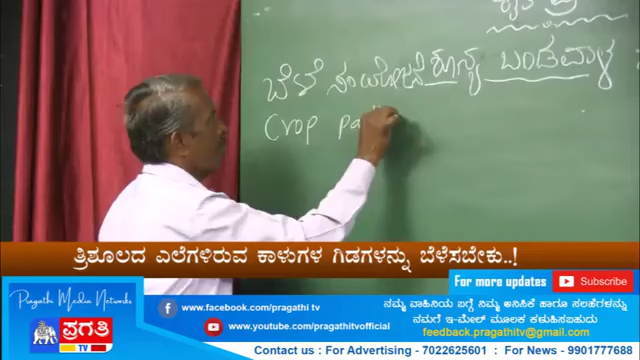 ಬೆಳೆ ಸಂಯೋಜನೆ ಶೂನ್ಯ ಬಂಡವಾಳ
Crop
ತ್ರಿಶೂಲದ ಎಲೆಗಳಿರುವ ಕಾಳುಗಳ ಗಿಡಗಳನ್ನು ಬೆಳೆಸಬೇಕು..!
For more updates Subscribe
Pragathi Media Networks
ಪ್ರಗತಿ
TV
www.facebook.com/pragathi tv
www.youtube.com/pragathitvofficial
ನಮ್ಮ ವಾಹಿನಿಯ ಬಗ್ಗೆ ನಿಮ್ಮ ಅನಿಸಿಕೆ ಹಾಗೂ ಸಲಹೆಗಳನ್ನು
ನಮಗೆ ಇ-ಮೇಲ್ ಮೂಲಕ ಕಳುಹಿಸಬಹುದು
feedback.pragathitv@gmail.com
Contact us : For Advertising - 7022625601 | For News - 9901777688